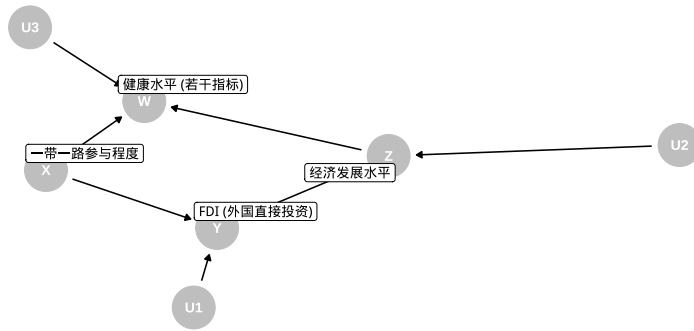 U3
健康水平 (若干指标)
W
U2
一带一路参与程度
Z
X
经济发展水平
FDI (外国直接投资)
Y
U1